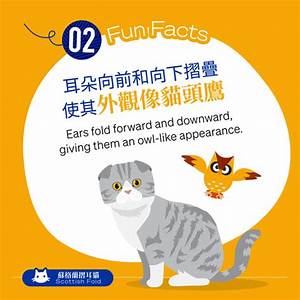 02
Fun Facts
耳朵向前和向下摺疊
使其外觀像貓頭鷹
Ears fold forward and downward,
giving them an owl-like appearance.
蘇格蘭摺耳貓
Scottish Fold